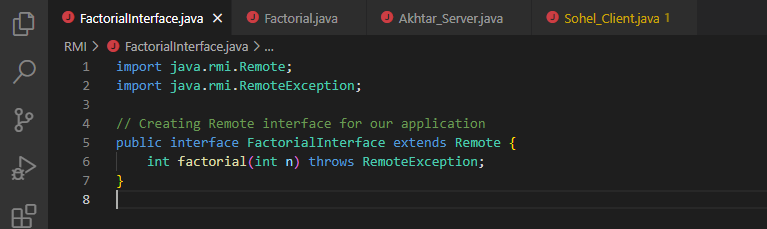 FactorialInterface.java Factorial.java Akhtar_Server.java Sohel_Client.java 1
RMI > FactorialInterface.java > ...
1 import java.rmi.Remote;
2 import java.rmi.RemoteException;
3
4 // Creating Remote interface for our application
5 public interface FactorialInterface extends Remote {
6     int factorial(int n) throws RemoteException;
7 }
8